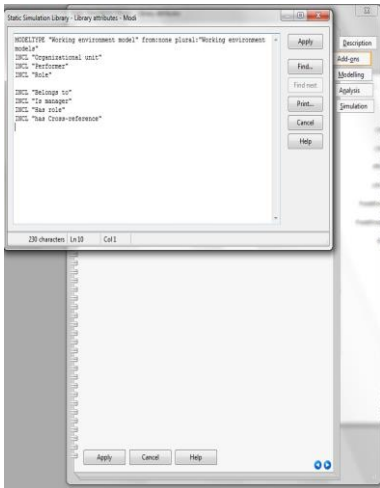 Static Simulation Library - Library attributes - Modi
MODELTYPE "Working environment model" from:none plural:"Working environment
models"
INCL "Organizational unit"
INCL "Performer"
INCL "Role"
INCL "Belongs to"
INCL "Is manager"
INCL "Has role"
INCL "has Cross-reference"
Apply
Find...
Find next
Print...
Cancel
Help
230 characters Ln 10 Col 1
Description
Add-ons
Modelling
Analysis
Simulation
Apply Cancel Help